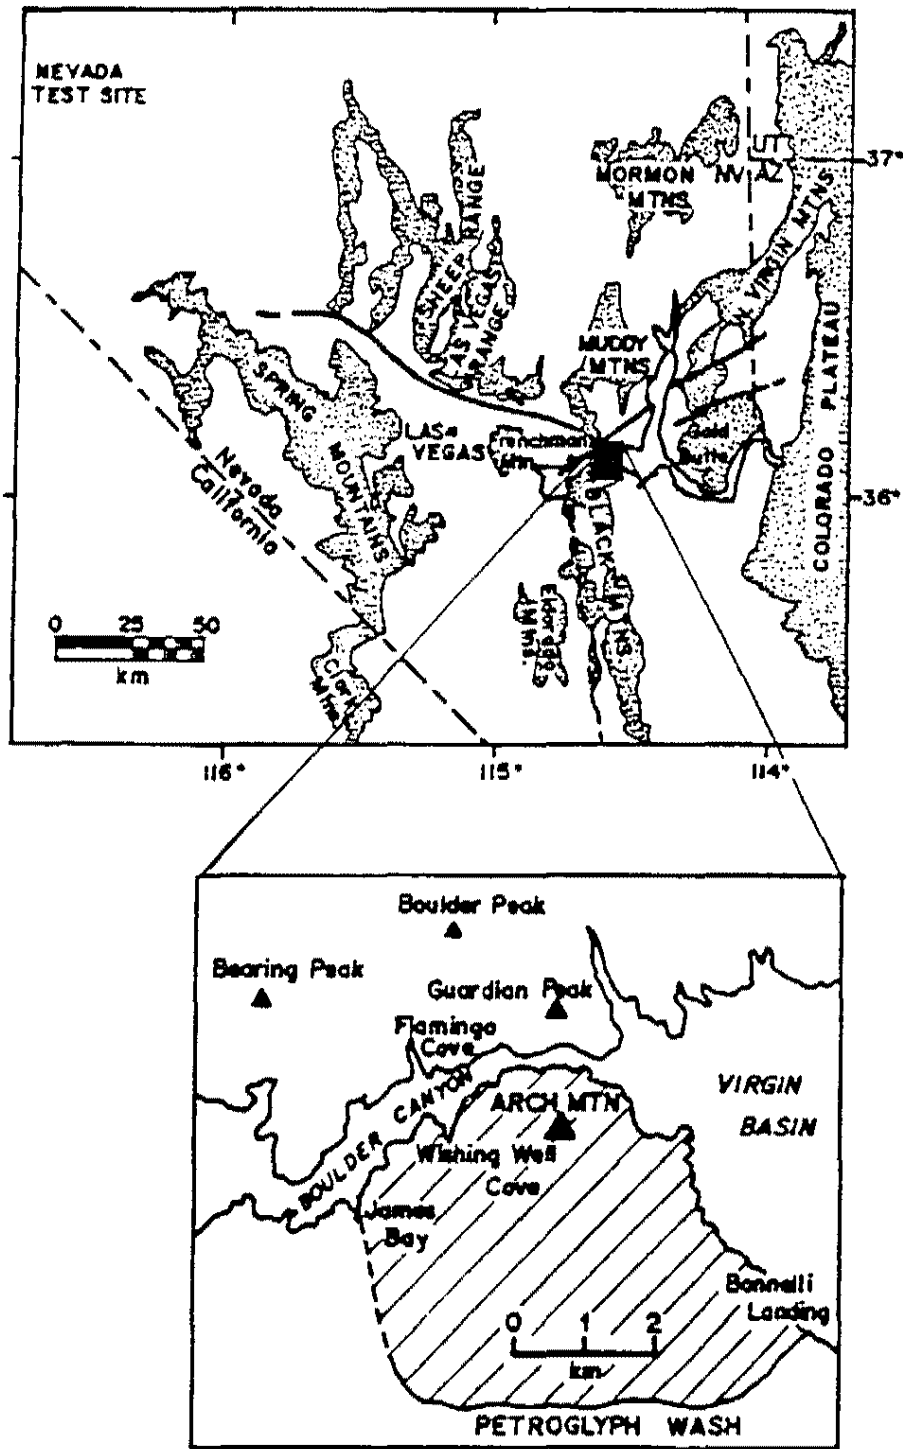 NEVADA
TEST SITE
UT
37°
MORMON
MTNS
NV
AZ
VIRGIN MTNS
SHEEP RANGE
LAS VEGAS
RANGE
MUDDY
MTNS
COLORADO PLATEAU
SPRING
MOUNTAINS
LAS
VEGAS
Frenchman
Mtn
Gold
Butte
Nevada
California
36°
BLACK MTNS
Eldorado
Mtns.
0 25 50
km
Clark
Mtns
116° 115° 114°
Boulder Peak
Bearing Peak
Guardian Peak
Flamingo
Cove
VIRGIN
BASIN
BOULDER CANYON
ARCH MTN
Wishing Well
Cove
James
Bay
Bonnelli
Landing
0 1 2
km
PETROGLYPH WASH